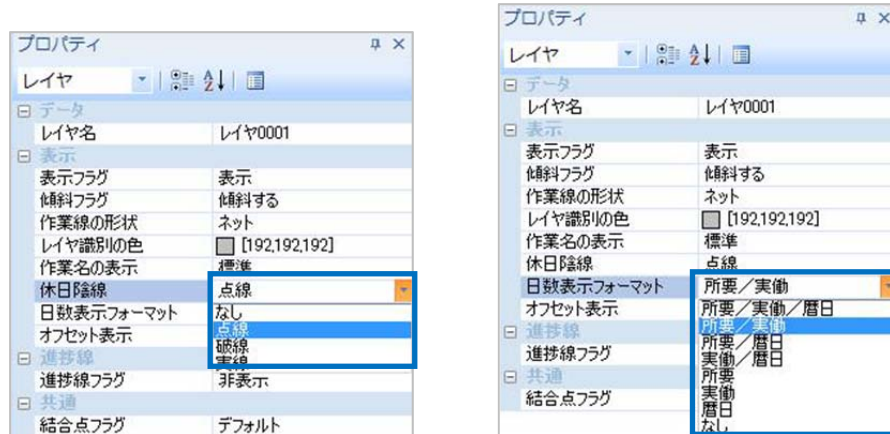 プロパティ
レイヤ
データ
レイヤ名 レイヤ0001
表示
表示フラグ 表示
傾斜フラグ 傾斜する
作業線の形状 ネット
レイヤ識別の色 [192,192,192]
作業名の表示 標準
休日陰線 点線
日数表示フォーマット なし
点線
オフセット表示 破線
実線
進捗線
進捗線フラグ 非表示
共通
結合点フラグ デフォルト
プロパティ
レイヤ
データ
レイヤ名 レイヤ0001
表示
表示フラグ 表示
傾斜フラグ 傾斜する
作業線の形状 ネット
レイヤ識別の色 [192,192,192]
作業名の表示 標準
休日陰線 点線
日数表示フォーマット 所要/実働
オフセット表示 所要/実働/暦日
所要/実働
進捗線 所要/暦日
進捗線フラグ 実働/暦日
共通 所要
結合点フラグ 実働
暦日
なし